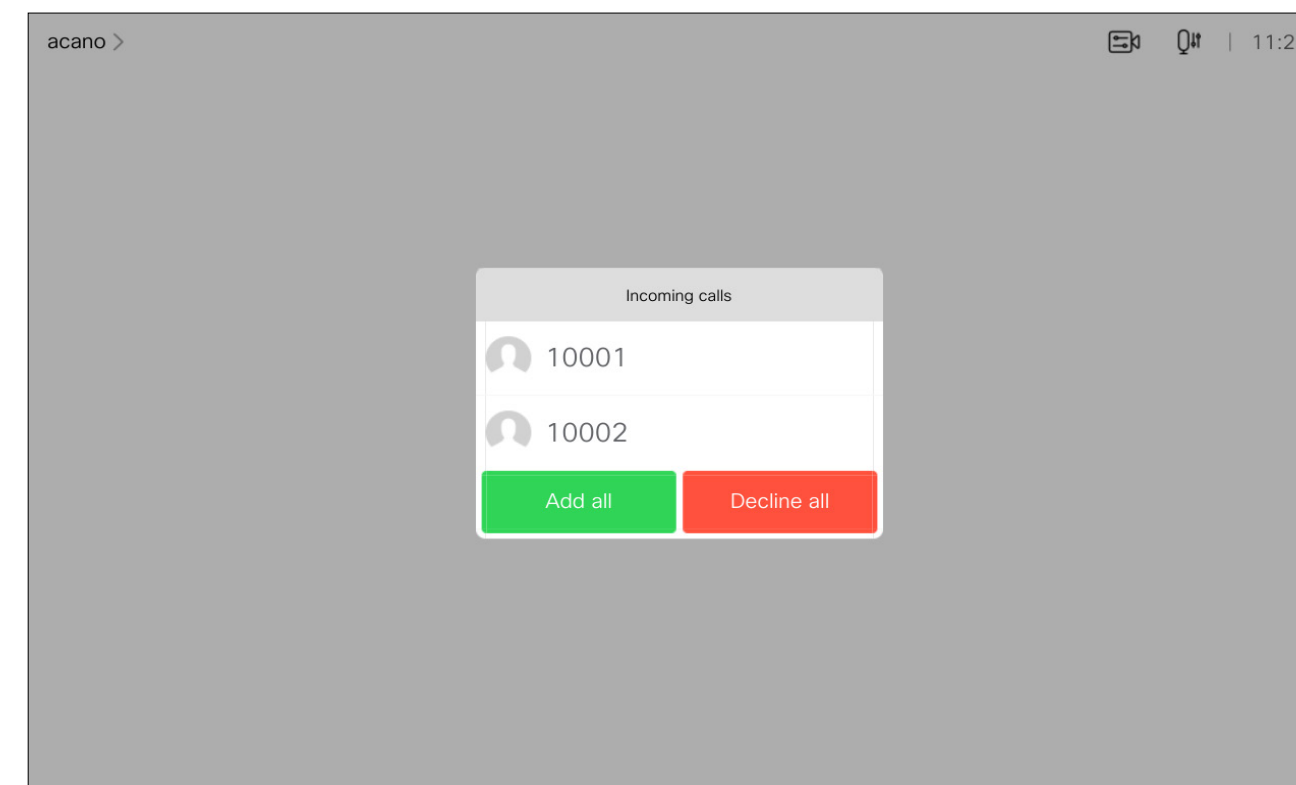 acano >
11:2
Incoming calls
10001
10002
Add all
Decline all